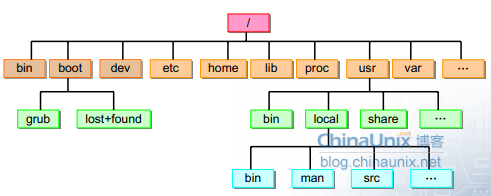 /
bin boot dev etc home lib proc usr var ...
grub lost+found bin local share ...
ChinaUnix 博客
blog.chinaunix.net
bin man src ...